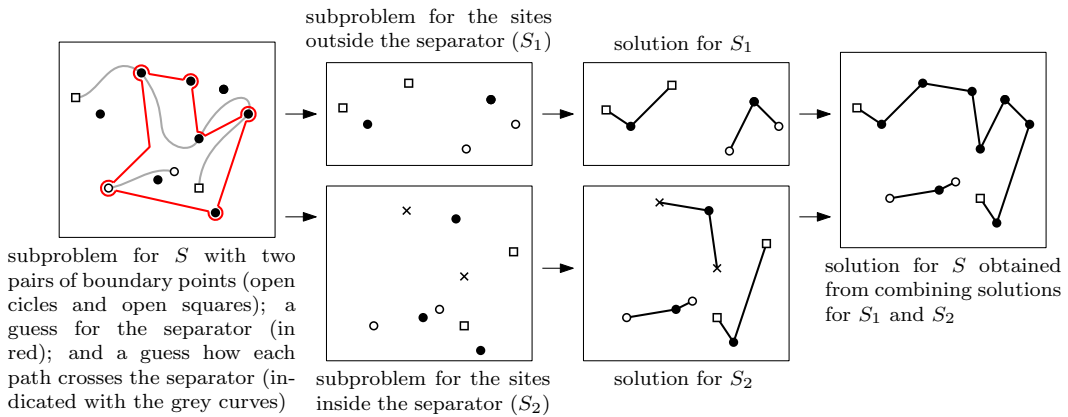 subproblem for the sites
outside the separator (S₁)
solution for S₁
subproblem for S with two
pairs of boundary points (open
cicles and open squares); a
guess for the separator (in
red); and a guess how each
path crosses the separator (in-
dicated with the grey curves)
subproblem for the sites
inside the separator (S₂)
solution for S₂
solution for S obtained
from combining solutions
for S₁ and S₂